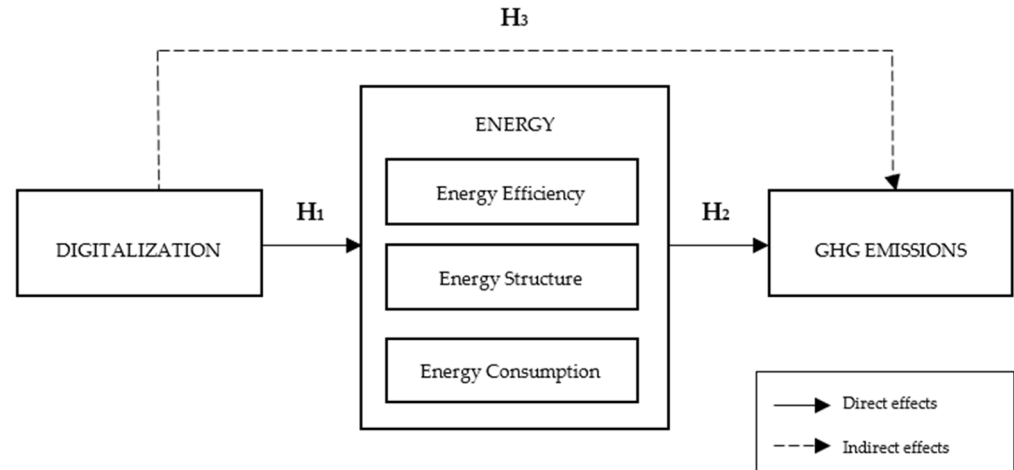 H3
ENERGY
Energy Efficiency
H1
H2
DIGITALIZATION
GHG EMISSIONS
Energy Structure
Energy Consumption
Direct effects
Indirect effects